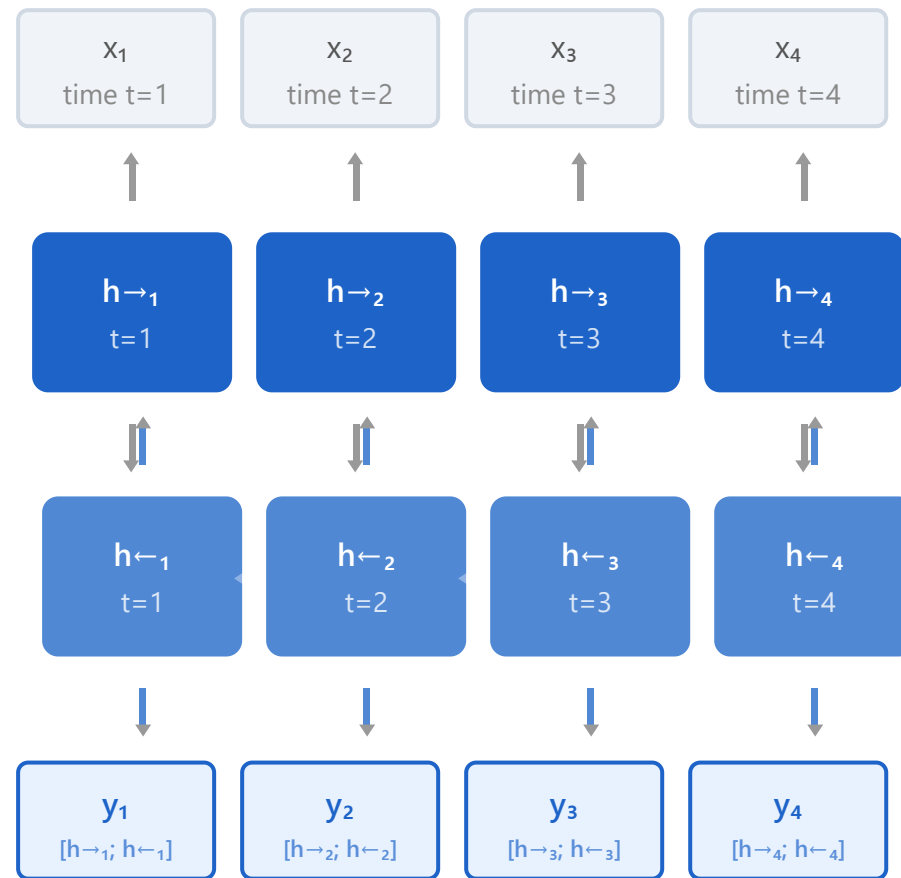 x₁
time t=1
x₂
time t=2
x₃
time t=3
x₄
time t=4
h→₁
t=1
h→₂
t=2
h→₃
t=3
h→₄
t=4
h←₁
t=1
h←₂
t=2
h←₃
t=3
h←₄
t=4
y₁
[h→₁; h←₁]
y₂
[h→₂; h←₂]
y₃
[h→₃; h←₃]
y₄
[h→₄; h←₄]